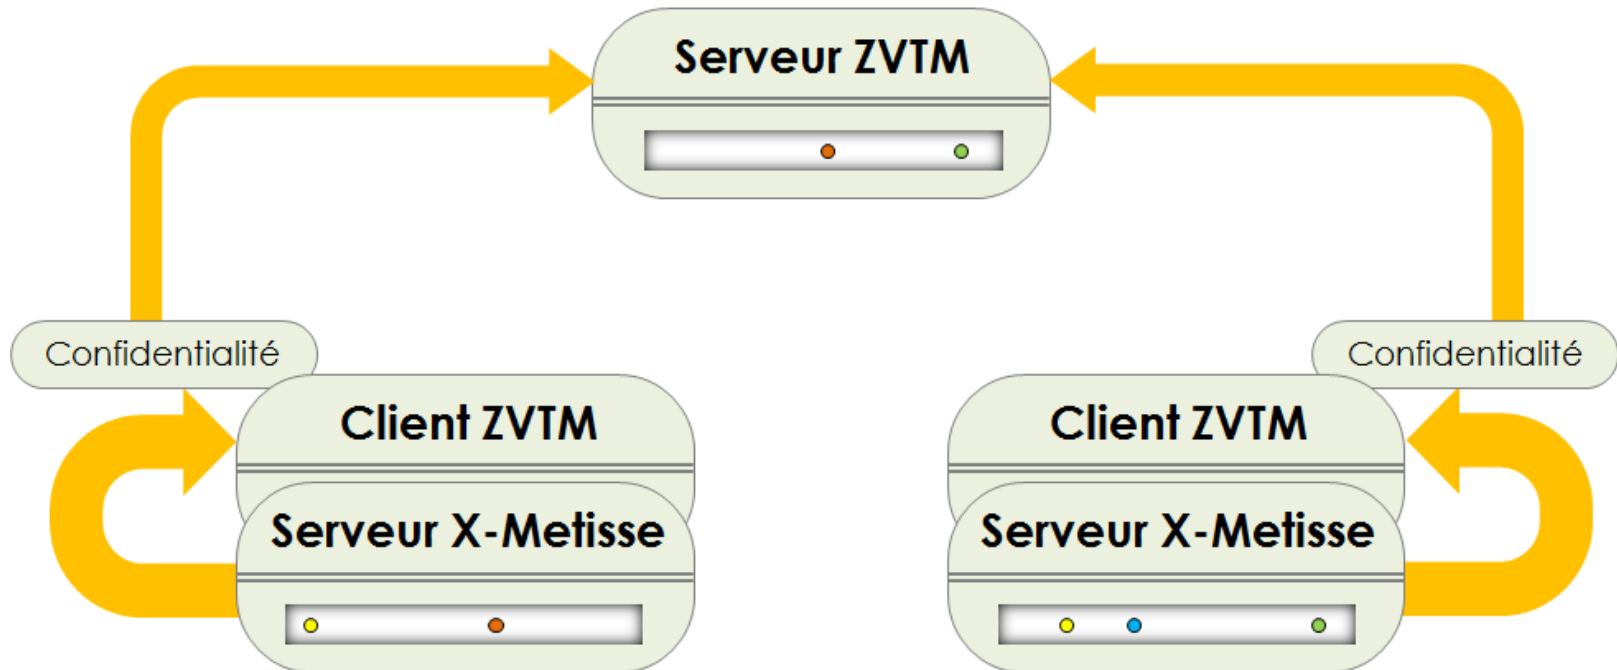 Serveur ZVTM
Confidentialité
Confidentialité
Client ZVTM
Client ZVTM
Serveur X-Metisse
Serveur X-Metisse